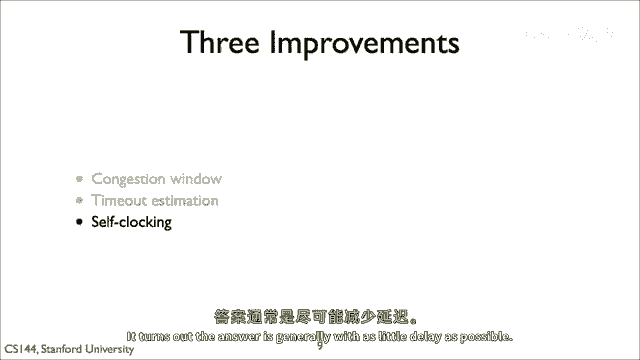 Three Improvements
• Congestion window
• Timeout estimation
• Self-clocking
答案通常是尽可能减少延迟。
It turns out the answer is generally with as little delay as possible.
CS144, Stanford University
9